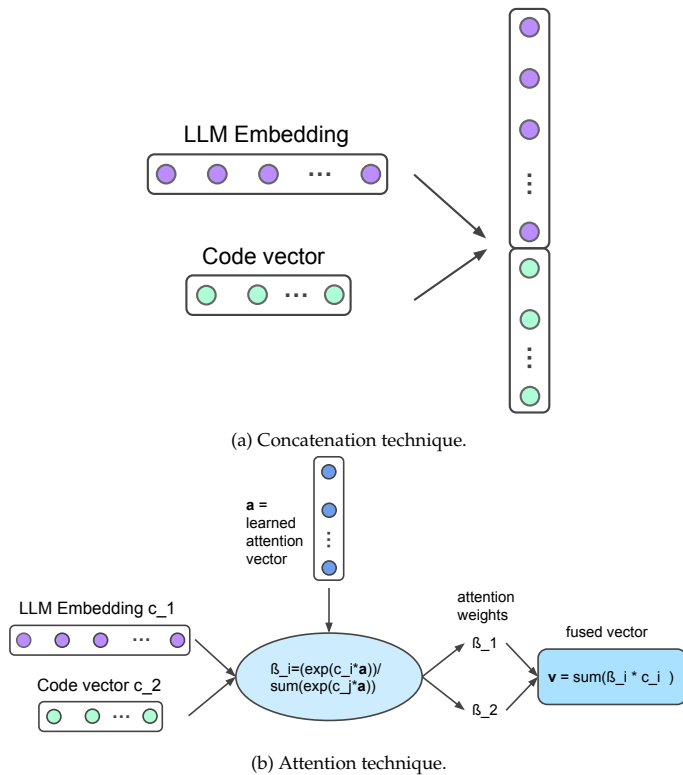 LLM Embedding
...
Code vector
...
...
...
(a) Concatenation technique.
a =
learned
attention
vector
...
LLM Embedding c_1
...
Code vector c_2
...
ß_i=(exp(c_i*a))/
sum(exp(c_j*a))
attention
weights
ß_1
ß_2
fused vector
v = sum(ß_i * c_i )
(b) Attention technique.